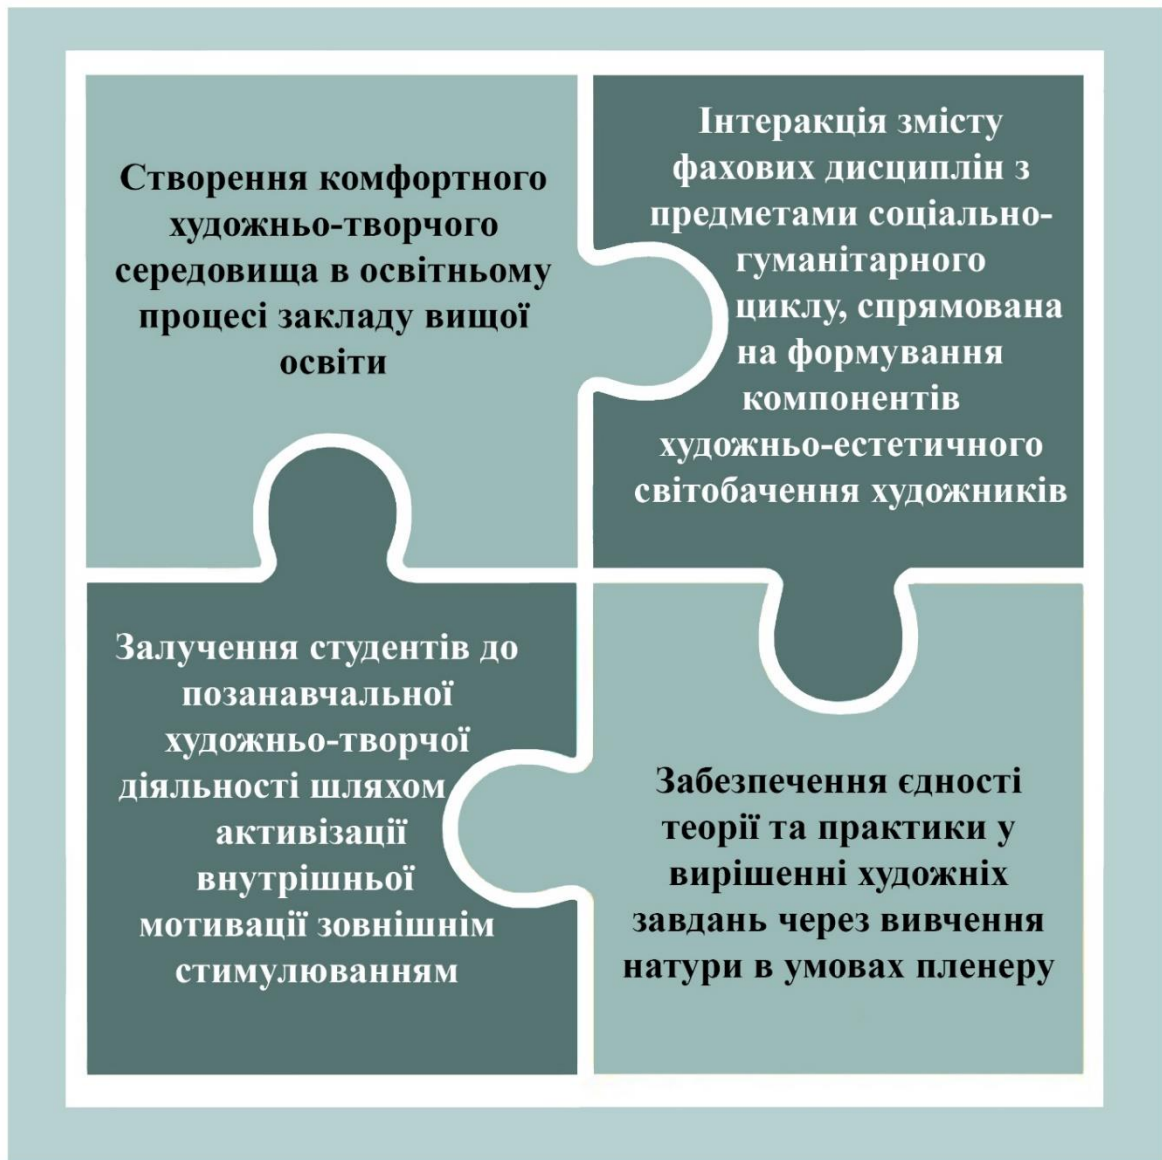 Створення комфортного
художньо-творчого
середовища в освітньому
процесі закладу вищої
освіти
Інтеракція змісту
фахових дисциплін з
предметами соціально-
гуманітарного
циклу, спрямована
на формування
компонентів
художньо-естетичного
світобачення художників
Залучення студентів до
позанавчальної
художньо-творчої
діяльності шляхом
активізації
внутрішньої
мотивації зовнішнім
стимулюванням
Забезпечення єдності
теорії та практики у
вирішенні художніх
завдань через вивчення
натури в умовах пленеру